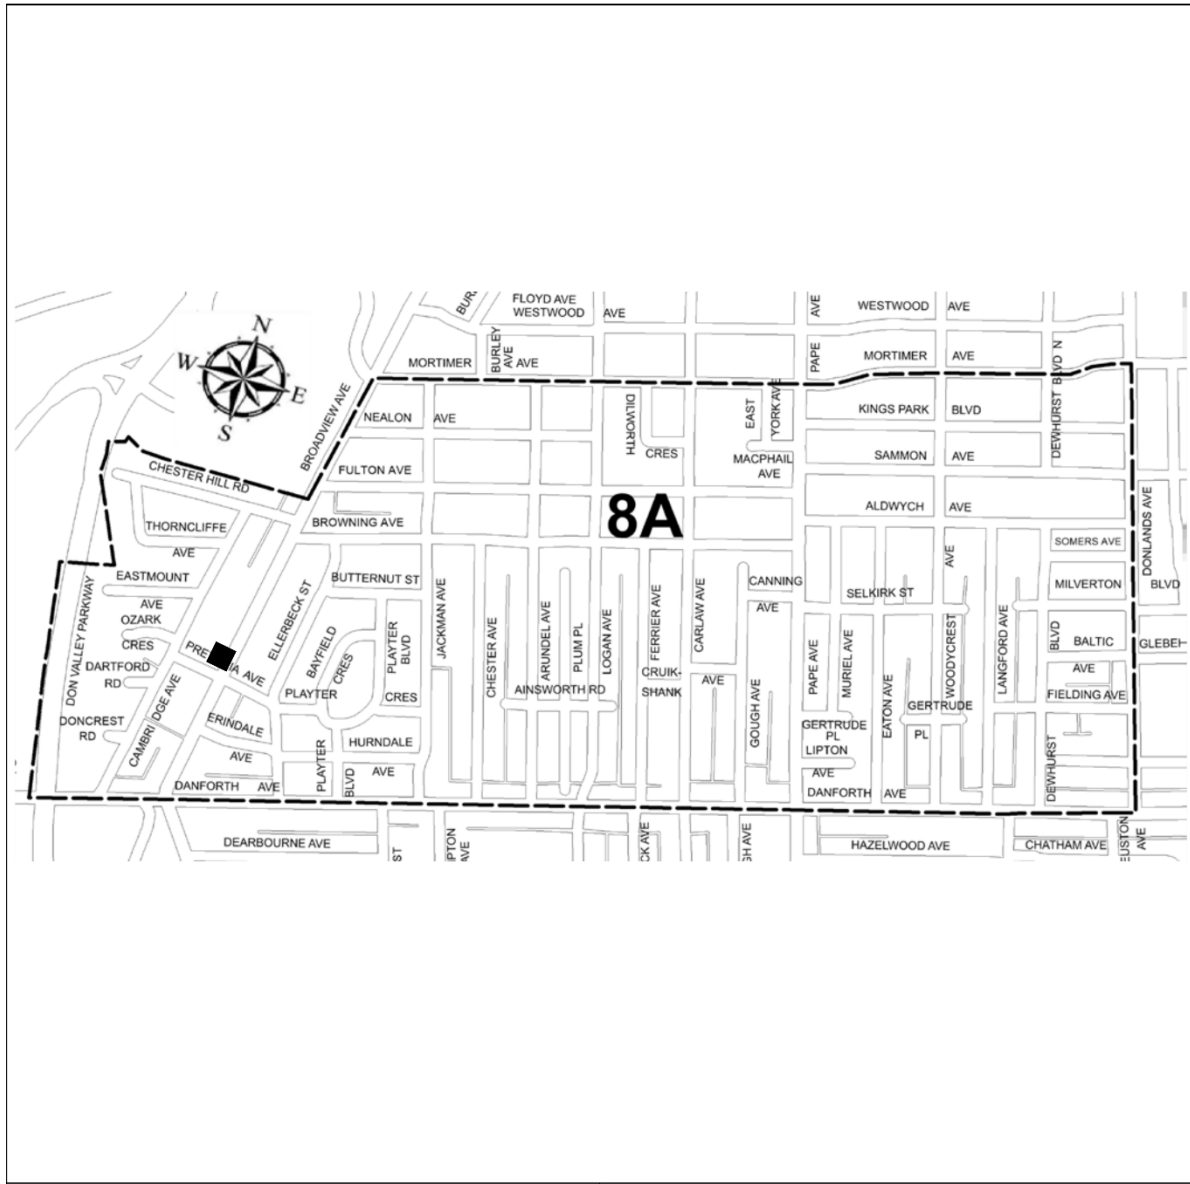 FLOYD AVE
WESTWOOD
AVE
AVE
WESTWOOD
AVE
N
W
E
S
MORTIMER
BURLEY
AVE
AVE
PAPE
MORTIMER
AVE
DEWHURST BLVD N
BROADVIEW AVE
NEALON
AVE
DILWORTH
CRES
EAST
YORK AVE
KINGS PARK
BLVD
MACPHAIL
AVE
SAMMON
AVE
CHESTER HILL RD
FULTON AVE
8A
ALDWYCH
AVE
DONLANDS AVE
THORNCLIFFE
AVE
BROWNING AVE
SOMERS AVE
EASTMOUNT
AVE
BUTTERNUT ST
CANNING
AVE
SELKIRK ST
AVE
MILVERTON
BLVD
DON VALLEY PARKWAY
OZARK
CRES
ELLERBECK ST
BAYFIELD
CRES
PLAYTER
BLVD
JACKMAN AVE
CHESTER AVE
ARUNDEL AVE
PLUM PL
LOGAN AVE
FERRIER AVE
CARLAW AVE
PAPE AVE
MURIEL AVE
WOODYCREST
LANGFORD AVE
BLVD
BALTIC
AVE
DARTFORD
RD
AVE
PLAYTER
CRES
CRUIK-
SHANK
AVE
AINSWORTH RD
FIELDING AVE
DONCREST
RD
CAMBRI
DGE AVE
ERINDALE
AVE
GOUGH AVE
GERTRUDE
PL
EATON AVE
GERTRUDE
PL
HURNDALE
AVE
PLAYTER
BLVD
LIPTON
AVE
DEWHURST
DANFORTH
AVE
DANFORTH
AVE
DEARBOURNE AVE
ST
AVE
HAZELWOOD AVE
CHATHAM AVE
AVE